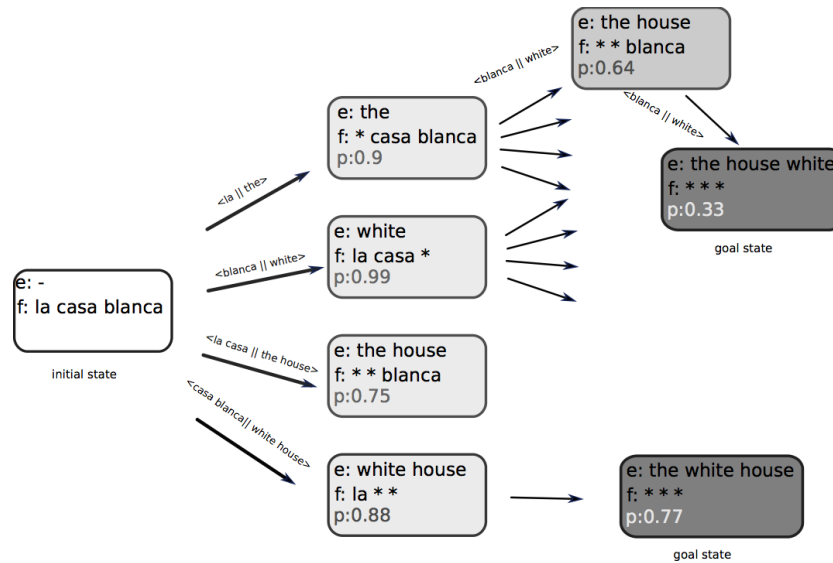 e: -
f: la casa blanca
initial state
<la || the>
<blanca || white>
<la casa || the house>
<casa blanca|| white house>
e: the
f: * casa blanca
p:0.9
e: white
f: la casa *
p:0.99
e: the house
f: * * blanca
p:0.75
e: white house
f: la * *
p:0.88
<blanca || white>
e: the house
f: * * blanca
p:0.64
<blanca || white>
e: the house white
f: * * *
p:0.33
goal state
e: the white house
f: * * *
p:0.77
goal state